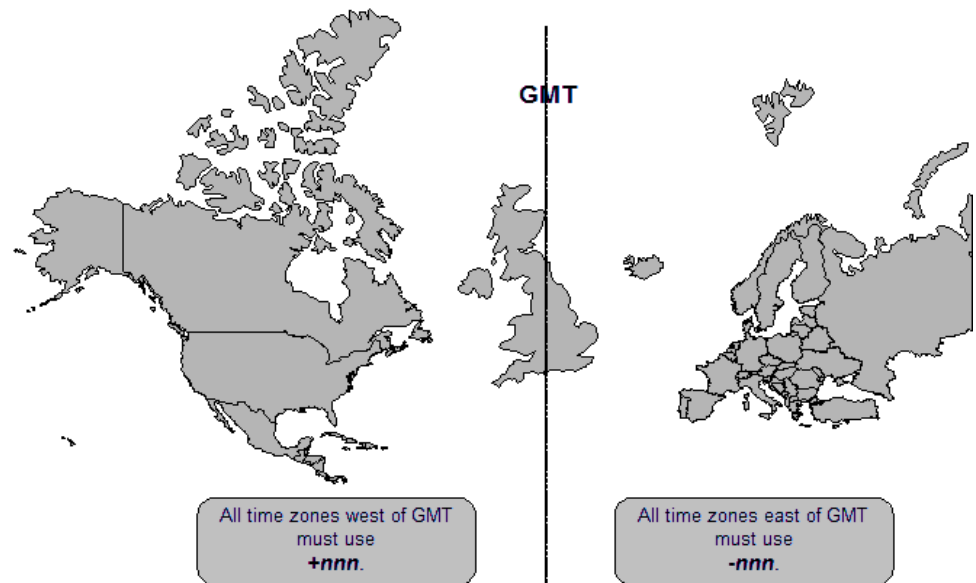 GMT
All time zones west of GMT
must use
+nnn.
All time zones east of GMT
must use
-nnn.